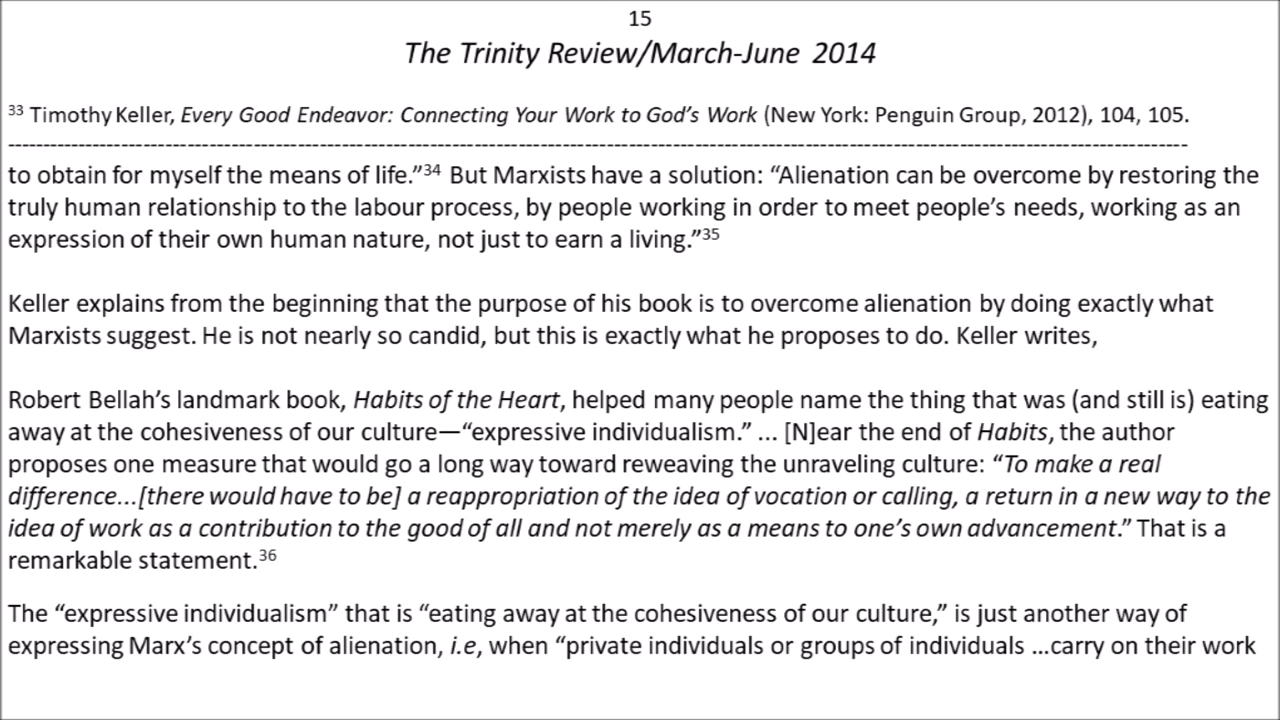 15
The Trinity Review/March-June 2014
33 Timothy Keller, Every Good Endeavor: Connecting Your Work to God’s Work (New York: Penguin Group, 2012), 104, 105.
--------------------------------------------------------------------------------------------------------------------------------------------------------------------
to obtain for myself the means of life.”34 But Marxists have a solution: “Alienation can be overcome by restoring the
truly human relationship to the labour process, by people working in order to meet people’s needs, working as an
expression of their own human nature, not just to earn a living.”35
Keller explains from the beginning that the purpose of his book is to overcome alienation by doing exactly what
Marxists suggest. He is not nearly so candid, but this is exactly what he proposes to do. Keller writes,
Robert Bellah’s landmark book, Habits of the Heart, helped many people name the thing that was (and still is) eating
away at the cohesiveness of our culture—“expressive individualism.” ... [N]ear the end of Habits, the author
proposes one measure that would go a long way toward reweaving the unraveling culture: “To make a real
difference...[there would have to be] a reappropriation of the idea of vocation or calling, a return in a new way to the
idea of work as a contribution to the good of all and not merely as a means to one’s own advancement.” That is a
remarkable statement.36
The “expressive individualism” that is “eating away at the cohesiveness of our culture,” is just another way of
expressing Marx’s concept of alienation, i.e, when “private individuals or groups of individuals ...carry on their work